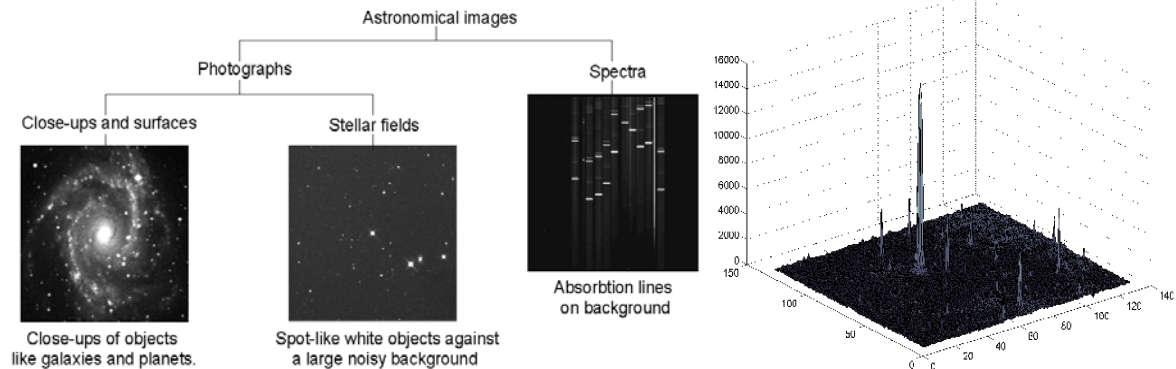 Astronomical images
Photographs
Spectra
Close-ups and surfaces
Stellar fields
Close-ups of objects
like galaxies and planets.
Spot-like white objects against
a large noisy background
Absorbtion lines
on background
16000
14000
12000
10000
8000
6000
4000
2000
0
150
100
50
0
0
20
40
60
80
100
120
140